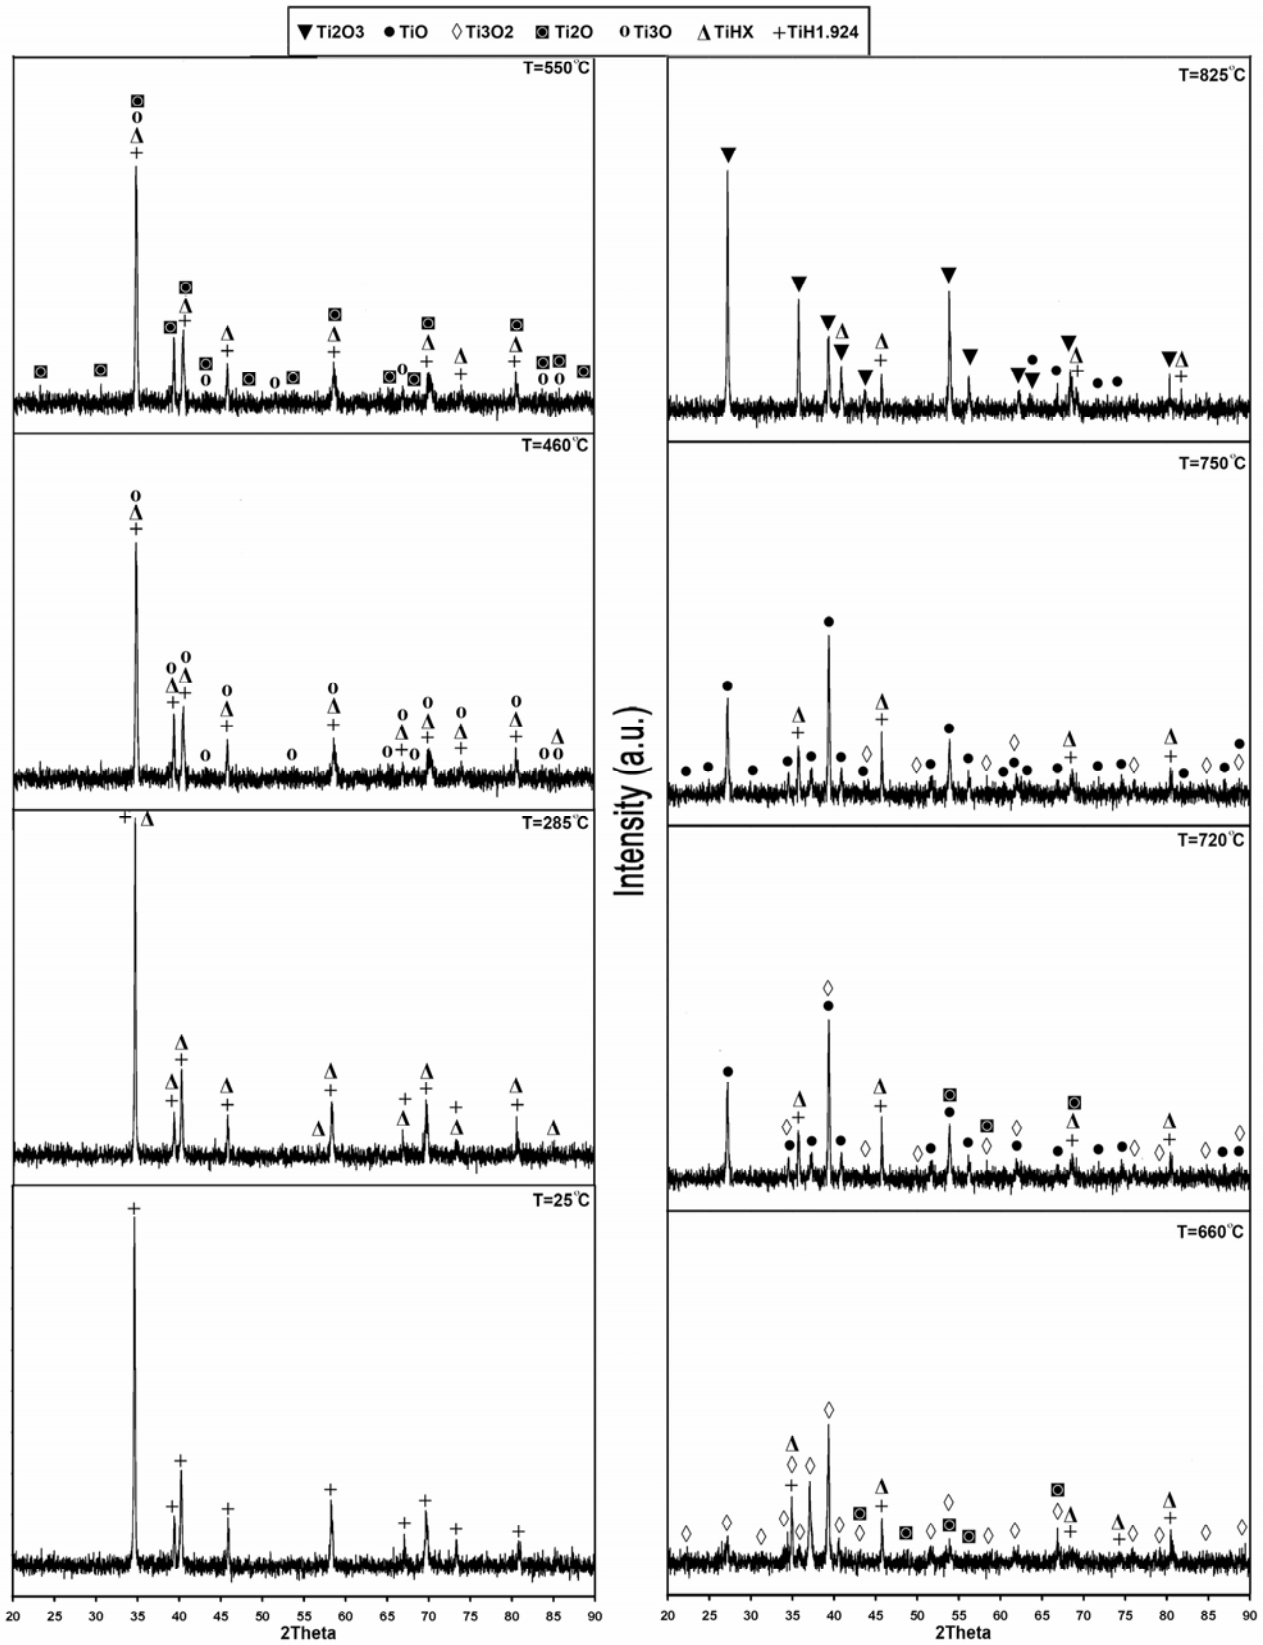 ▼Ti2O3 ●TiO ◇Ti3O2 ◙Ti2O oTi3O ΔTiHX +TiH1.924
T=550°C
T=460°C
T=285°C
T=25°C
20 25 30 35 40 45 50 55 60 65 70 75 80 85 90
2Theta
Intensity (a.u.)
T=825°C
T=750°C
T=720°C
T=660°C
20 25 30 35 40 45 50 55 60 65 70 75 80 85 90
2Theta